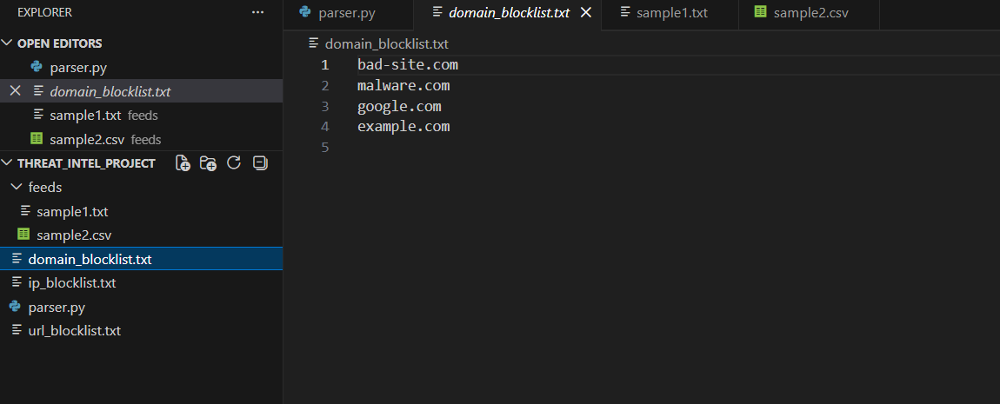 EXPLORER ...
OPEN EDITORS
parser.py
domain_blocklist.txt
sample1.txt feeds
sample2.csv feeds
THREAT_INTEL_PROJECT
feeds
sample1.txt
sample2.csv
domain_blocklist.txt
ip_blocklist.txt
parser.py
url_blocklist.txt
parser.py domain_blocklist.txt sample1.txt sample2.csv
domain_blocklist.txt
1 bad-site.com
2 malware.com
3 google.com
4 example.com
5